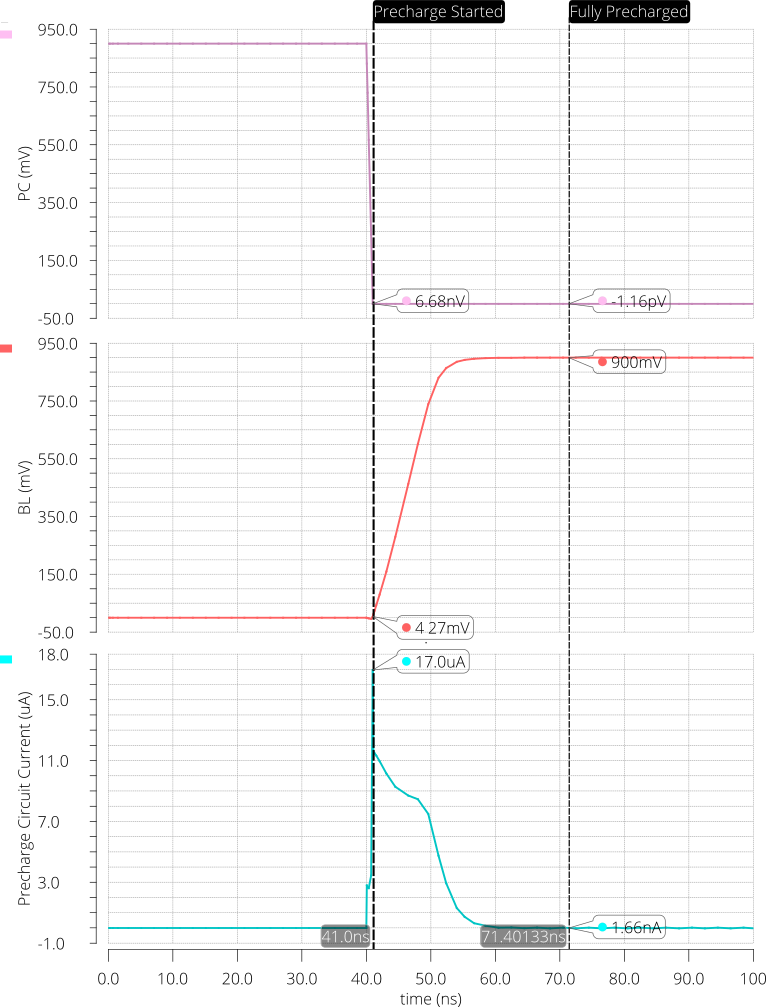 Precharge Started
Fully Precharged
950.0
750.0
550.0
350.0
150.0
-50.0
PC (mV)
6.68nV
-1.16pV
950.0
750.0
550.0
350.0
150.0
-50.0
BL (mV)
900mV
4 27mV
18.0
15.0
11.0
7.0
3.0
-1.0
Precharge Circuit Current (uA)
17.0uA
1.66nA
41.0ns
71.40133ns
0.0 10.0 20.0 30.0 40.0 50.0 60.0 70.0 80.0 90.0 100
time (ns)